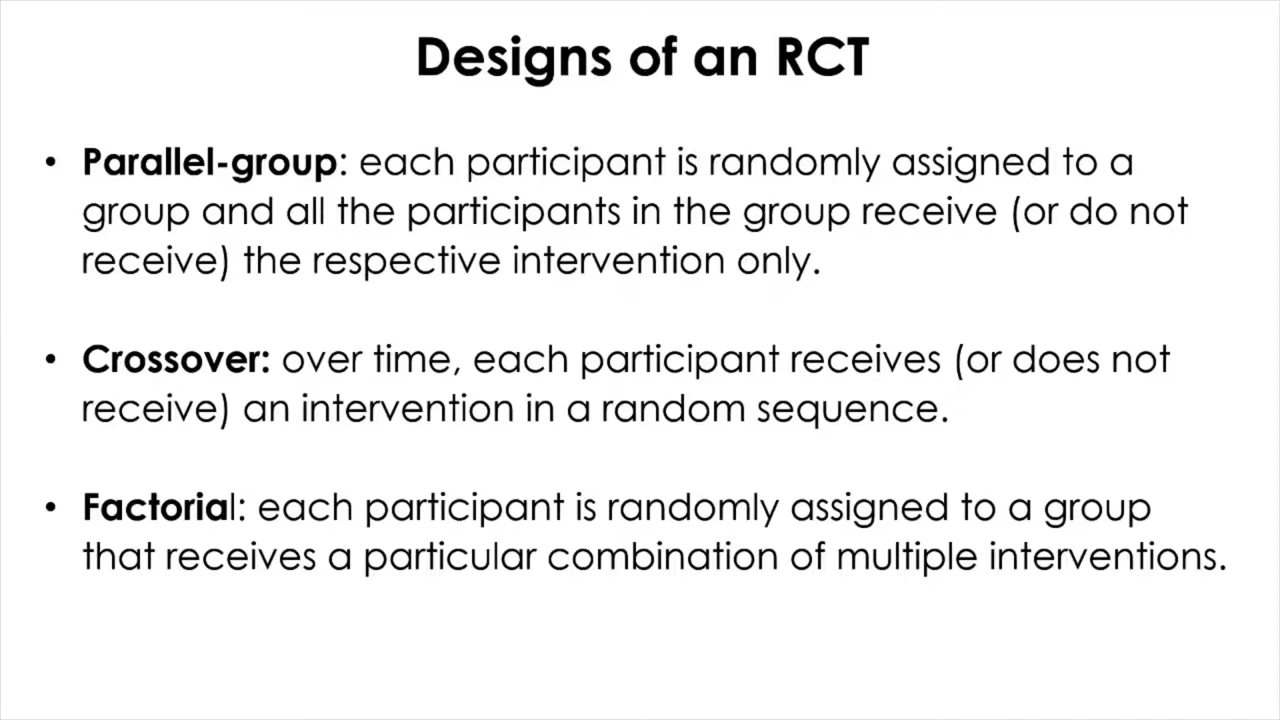 Designs of an RCT
• Parallel-group: each participant is randomly assigned to a
group and all the participants in the group receive (or do not
receive) the respective intervention only.
• Crossover: over time, each participant receives (or does not
receive) an intervention in a random sequence.
• Factorial: each participant is randomly assigned to a group
that receives a particular combination of multiple interventions.